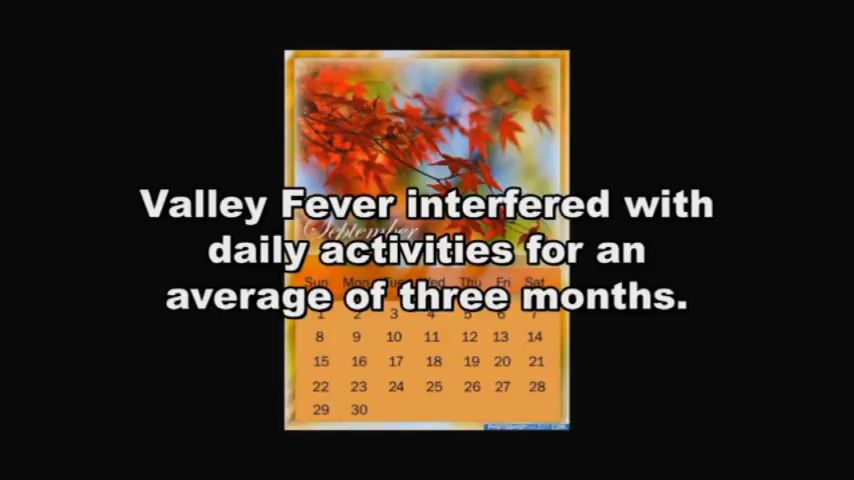 Valley Fever interfered with
September
daily activities for an
average of three months.
Sun Mon Tue Wed Thu Fri Sat
1 2 3 4 5 6 7
8 9 10 11 12 13 14
15 16 17 18 19 20 21
22 23 24 25 26 27 28
29 30